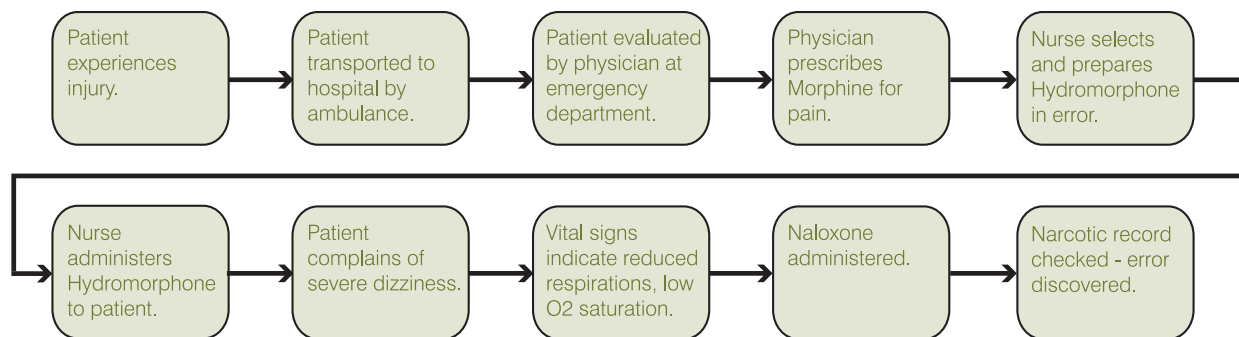 Patient
experiences
injury.
Patient
transported to
hospital by
ambulance.
Patient evaluated
by physician at
emergency
department.
Physician
prescribes
Morphine for
pain.
Nurse selects
and prepares
Hydromorphone
in error.
Nurse
administers
Hydromorphone
to patient.
Patient
complains of
severe dizziness.
Vital signs
indicate reduced
respirations, low
O2 saturation.
Naloxone
administered.
Narcotic record
checked - error
discovered.